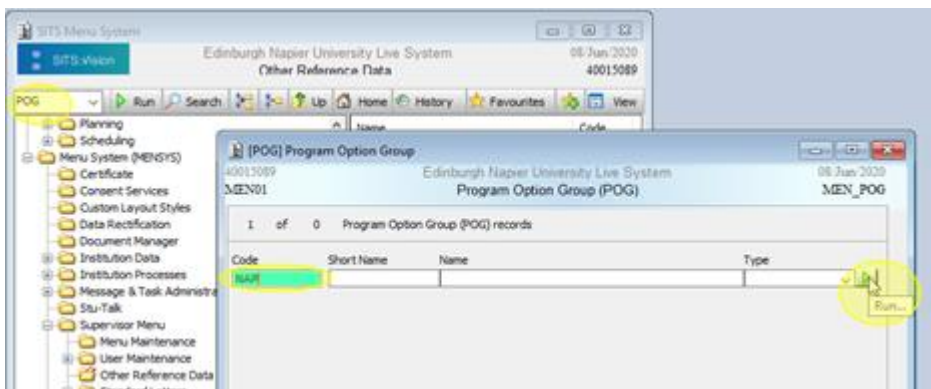 SITS Menu System
SITS:Vision
Edinburgh Napier University Live System
08/Jun/2020
Other Reference Data
40015089
POG
Run
Search
Up
Home
History
Favourites
View
Planning
Scheduling
Menu System (MENSYS)
Certificate
Consent Services
Custom Layout Styles
Data Rectification
Document Manager
Institution Data
Institution Processes
Message & Task Administra
Stu-Talk
Supervisor Menu
Menu Maintenance
User Maintenance
Other Reference Data
Name
Code
[POG] Program Option Group
40015089
Edinburgh Napier University Live System
08/Jun/2020
MEN01
Program Option Group (POG)
MEN_POG
1 of 0 Program Option Group (POG) records
Code Short Name Name Type
NAP
Run...